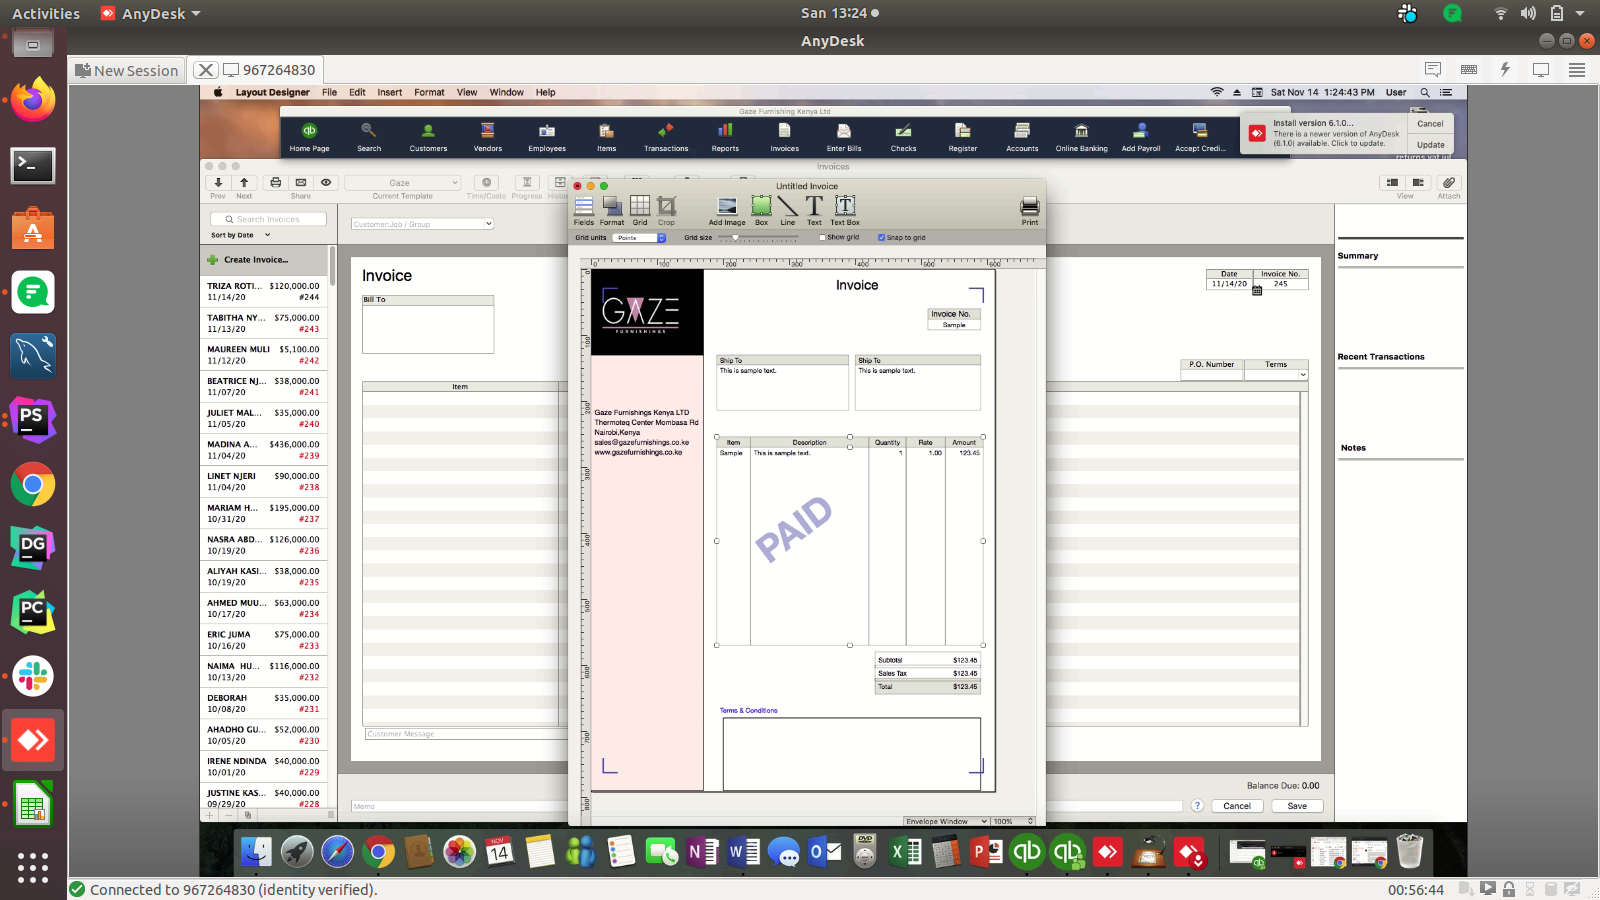 Activities
AnyDesk
San 13:24
AnyDesk
New Session
967264830
Layout Designer File Edit Insert Format View Window Help
Sat Nov 14 1:24:43 PM User
Gaze Furnishing Kenya Ltd
Home Page Search Customers Vendors Employees Items Transactions Reports Invoices Enter Bills Checks Register Accounts Online Banking Add Payroll Accept Credi...
Install version 6.1.0...
There is a newer version of AnyDesk
(6.1.0) available. Click to update.
Cancel
Update
Invoices
Prev Next
Share
Gaze
Current Template
Time/Costs
Progress
View
Attach
Search Invoices
Sort by Date
Create Invoice...
TRIZA ROTI... $120,000.00
11/14/20 #244
TABITHA NY... $75,000.00
11/13/20 #243
MAUREEN MULI $5,100.00
11/12/20 #242
BEATRICE NJ... $38,000.00
11/07/20 #241
JULIET MAL... $35,000.00
11/05/20 #240
MADINA A... $436,000.00
11/04/20 #239
LINET NJERI $90,000.00
11/04/20 #238
MARIAM H... $195,000.00
10/31/20 #237
NASRA ABD... $126,000.00
10/19/20 #236
ALIYAH KASI... $38,000.00
10/19/20 #235
AHMED MUU... $63,000.00
10/17/20 #234
ERIC JUMA $75,000.00
10/16/20 #233
NAIMA HU... $116,000.00
10/13/20 #232
DEBORAH $35,000.00
10/08/20 #231
AHADHO GU... $52,000.00
10/05/20 #230
IRENE NDINDA $40,000.00
10/01/20 #229
JUSTINE KAS... $40,000.00
09/29/20 #228
Customer:Job / Group
Invoice
Bill To
Item
Customer Message
Memo
Untitled Invoice
Fields Format Grid Crop Add Image Box Line Text Text Box Print
Grid units Points Grid size Show grid Snap to grid
0 100 200 300 400 500 600
GAZE
FURNISHINGS
Invoice
Invoice No.
Sample
Ship To
This is sample text.
Ship To
This is sample text.
Gaze Furnishings Kenya LTD
Thermoteq Center Mombasa Rd
Nairobi,Kenya
sales@gazefurnishings.co.ke
www.gazefurnishings.co.ke
Item Description Quantity Rate Amount
Sample This is sample text. 1 1.00 123.45
PAID
Subtotal $123.45
Sales Tax $123.45
Total $123.45
Terms & Conditions
Envelope Window 100%
Date Invoice No.
11/14/20 245
P.O. Number Terms
Summary
Recent Transactions
Notes
Balance Due: 0.00
? Cancel Save
NOV
14
PS
DG
PC
Connected to 967264830 (identity verified).
00:56:44